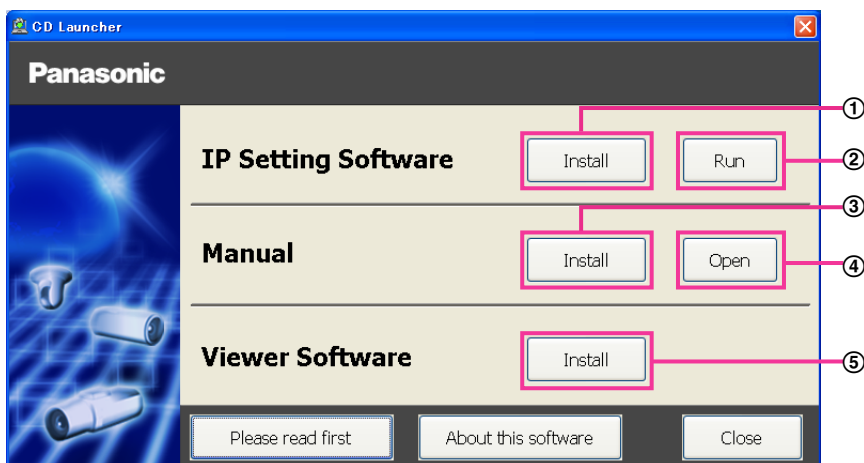 CD Launcher
Panasonic
①
IP Setting Software Install Run ②
③
Manual Install Open ④
Viewer Software Install ⑤
Please read first About this software Close